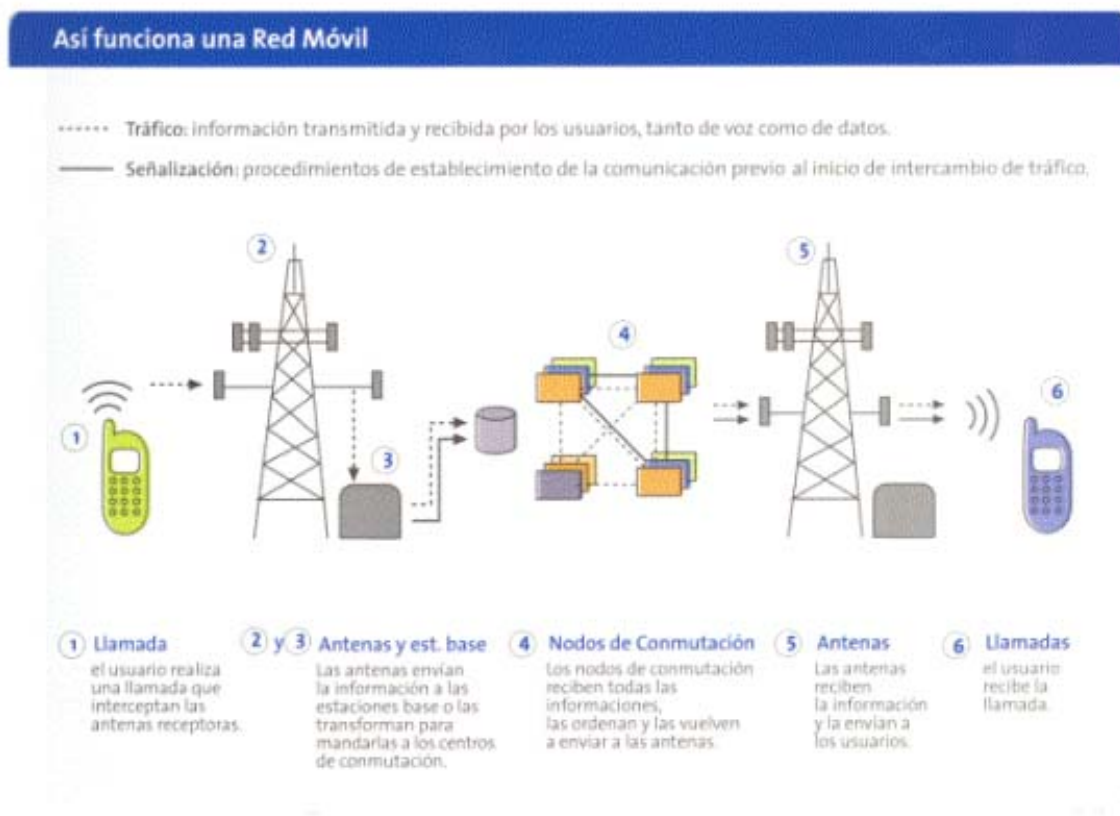 Así funciona una Red Móvil
Tráfico: información transmitida y recibida por los usuarios, tanto de voz como de datos.
Señalización: procedimientos de establecimiento de la comunicación previo al inicio de intercambio de tráfico.
2
5
4
6
1
3
1 Llamada
el usuario realiza
una llamada que
interceptan las
antenas receptoras.
2 y 3 Antenas y est. base
Las antenas envían
la información a las
estaciones base o las
transforman para
mandarlas a los centros
de conmutación.
4 Nodos de Conmutación
Los nodos de conmutación
reciben todas las
informaciones,
las ordenan y las vuelven
a enviar a las antenas.
5 Antenas
Las antenas
reciben
la información
y la envían a
los usuarios.
6 Llamadas
el usuario
recibe la
llamada.